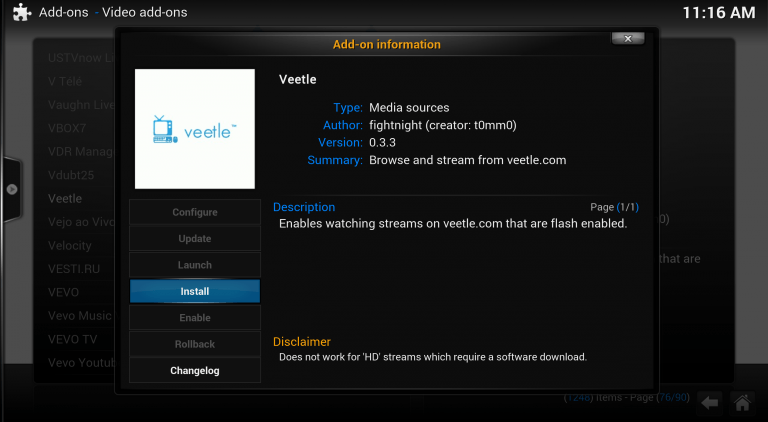 Add-ons - Video add-ons
11:16 AM
Add-on information
USTVnow Li
V Télé
Vaughn Live
VBOX7
VDR Manag
Vdubt25
Veetle
Vejo ao Vivo
Velocity
VESTI.RU
VEVO
Vevo Music
VEVO TV
Vevo Youtub
veetle™
Configure
Update
Launch
Install
Enable
Rollback
Changelog
Veetle
Type: Media sources
Author: fightnight (creator: t0mm0)
Version: 0.3.3
Summary: Browse and stream from veetle.com
Description
Page (1/1)
Enables watching streams on veetle.com that are flash enabled.
Disclaimer
Does not work for 'HD' streams which require a software download.
0)
that are
(1248) Items - Page (76/90)